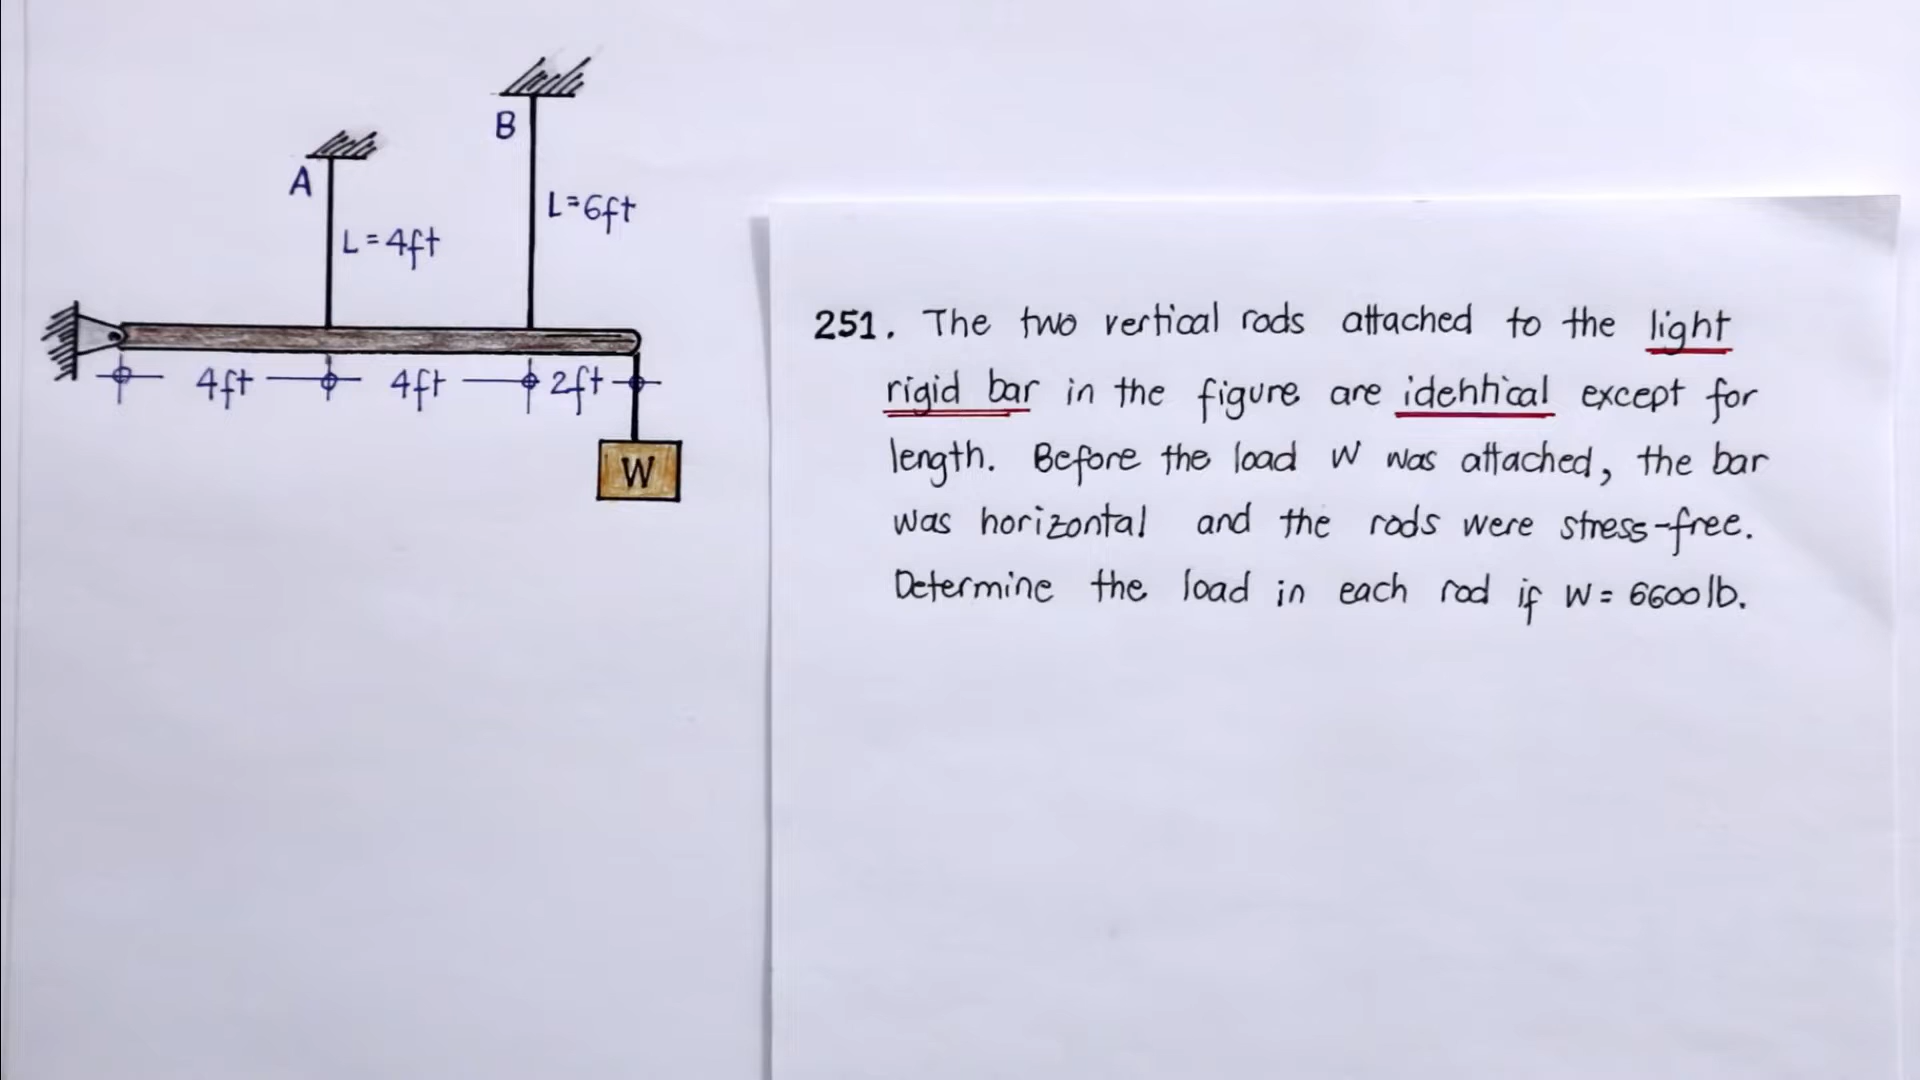 B
A
L=6ft
L=4ft
4ft 4ft 2ft
W
251. The two vertical rods attached to the light
rigid bar in the figure are identical except for
length. Before the load W was attached, the bar
was horizontal and the rods were stress-free.
Determine the load in each rod if W= 6600lb.